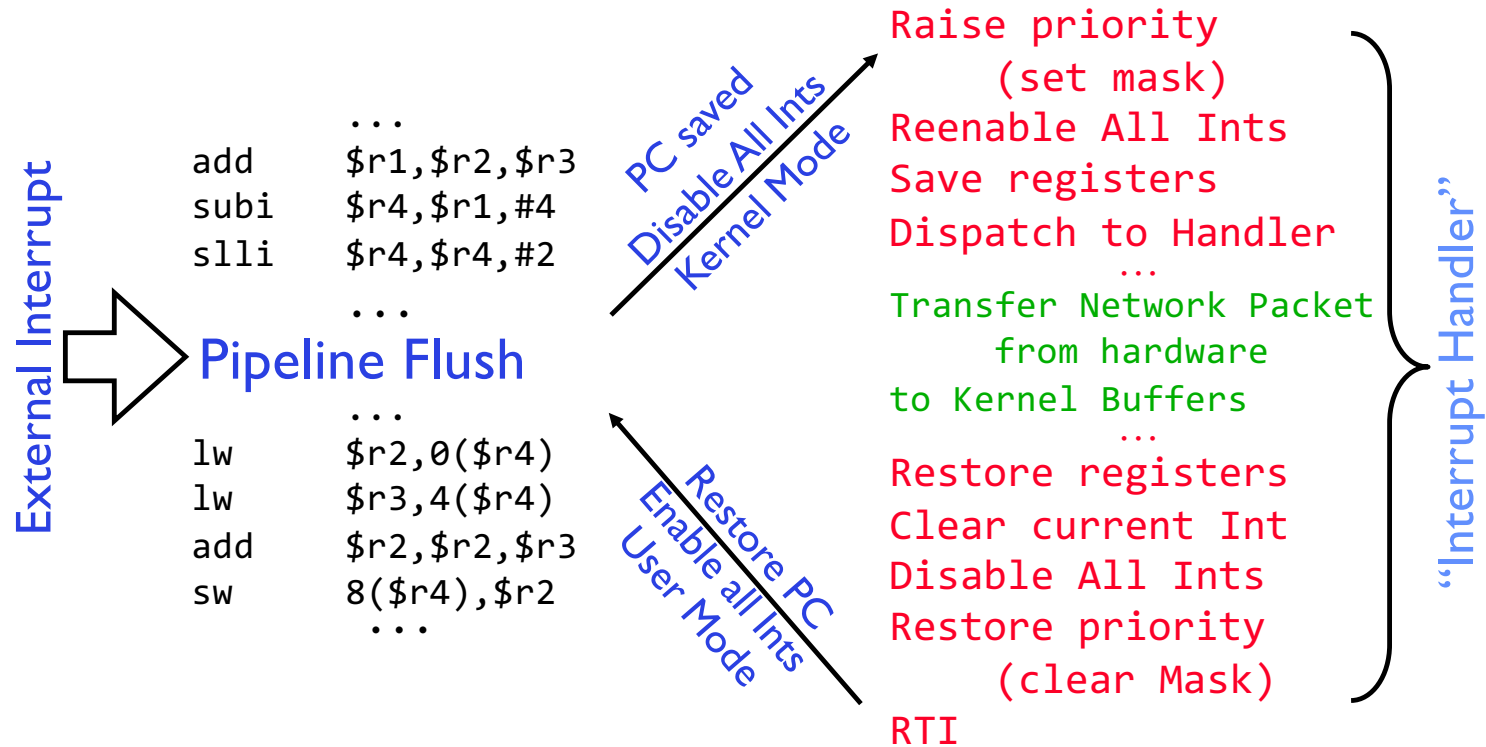 External Interrupt
...
add $r1,$r2,$r3
subi $r4,$r1,#4
slli $r4,$r4,#2
...
Pipeline Flush
...
lw $r2,0($r4)
lw $r3,4($r4)
add $r2,$r2,$r3
sw 8($r4),$r2
...
PC saved
Disable All Ints
Kernel Mode
Raise priority
(set mask)
Reenable All Ints
Save registers
Dispatch to Handler
...
Transfer Network Packet
from hardware
to Kernel Buffers
...
Restore registers
Clear current Int
Disable All Ints
Restore priority
(clear Mask)
RTI
Restore PC
Enable all Ints
User Mode
“Interrupt Handler”